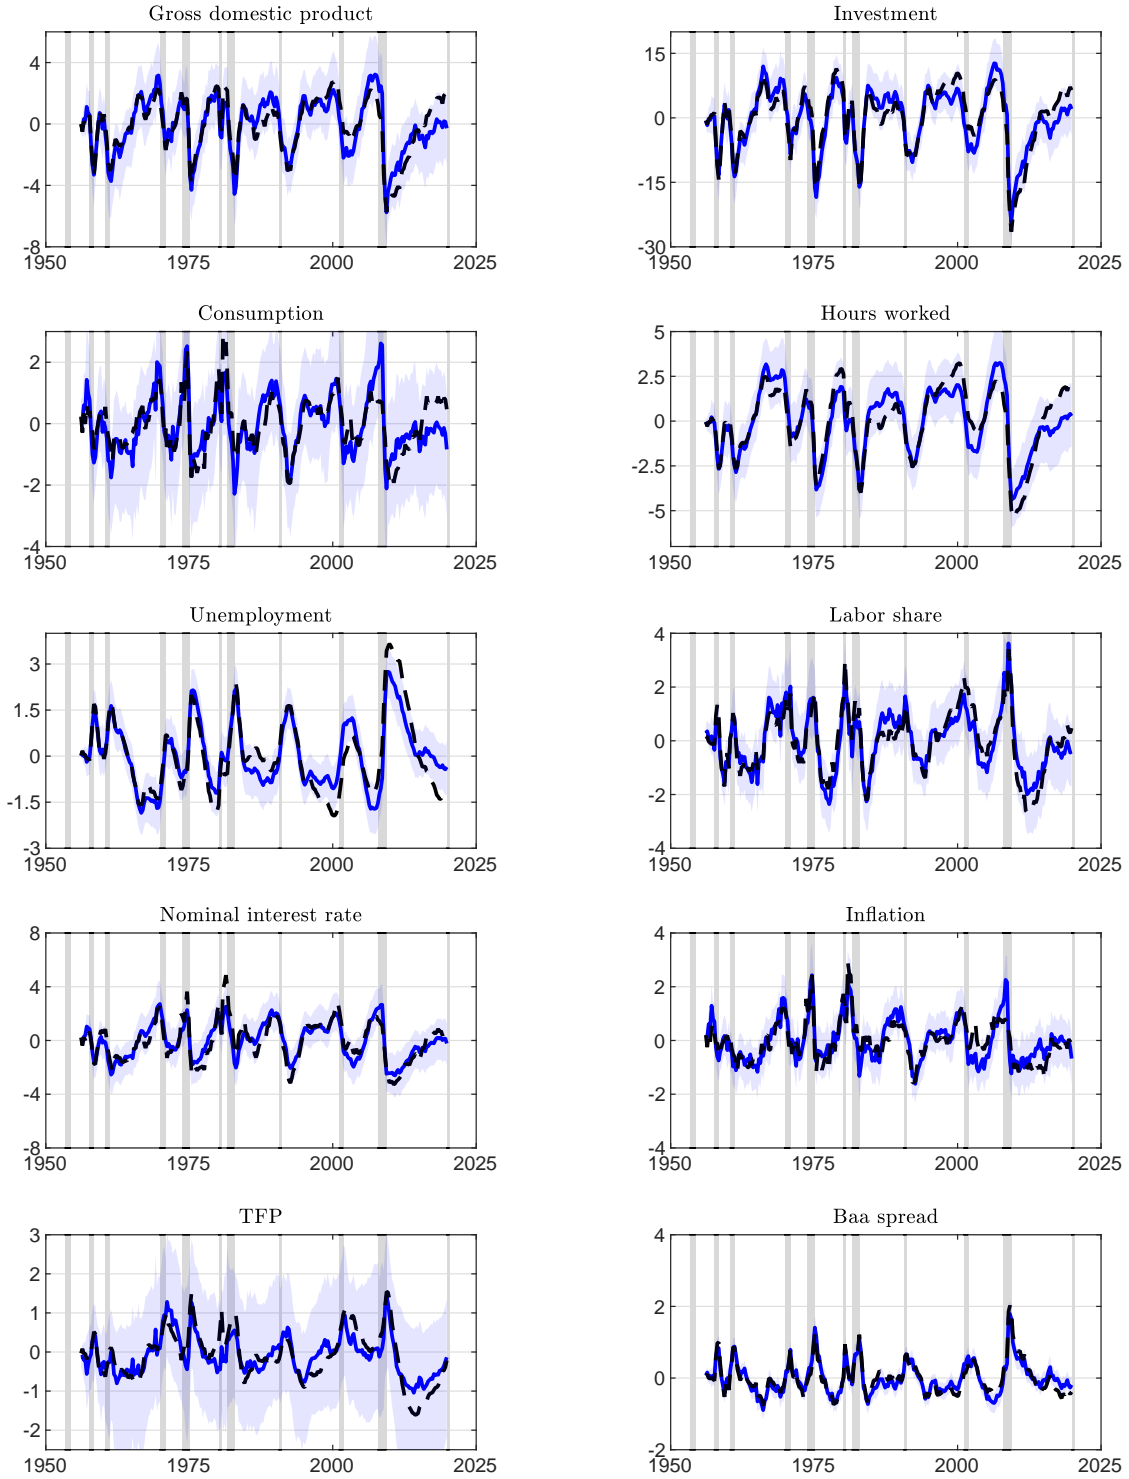 Gross domestic product
4
0
-4
-8
1950 1975 2000 2025
Investment
15
0
-15
-30
1950 1975 2000 2025
Consumption
2
0
-2
-4
1950 1975 2000 2025
Hours worked
5
2.5
0
-2.5
-5
1950 1975 2000 2025
Unemployment
3
1.5
0
-1.5
-3
1950 1975 2000 2025
Labor share
4
2
0
-2
-4
1950 1975 2000 2025
Nominal interest rate
8
4
0
-4
-8
1950 1975 2000 2025
Inflation
4
2
0
-2
-4
1950 1975 2000 2025
TFP
3
2
1
0
-1
-2
1950 1975 2000 2025
Baa spread
4
2
0
-2
1950 1975 2000 2025